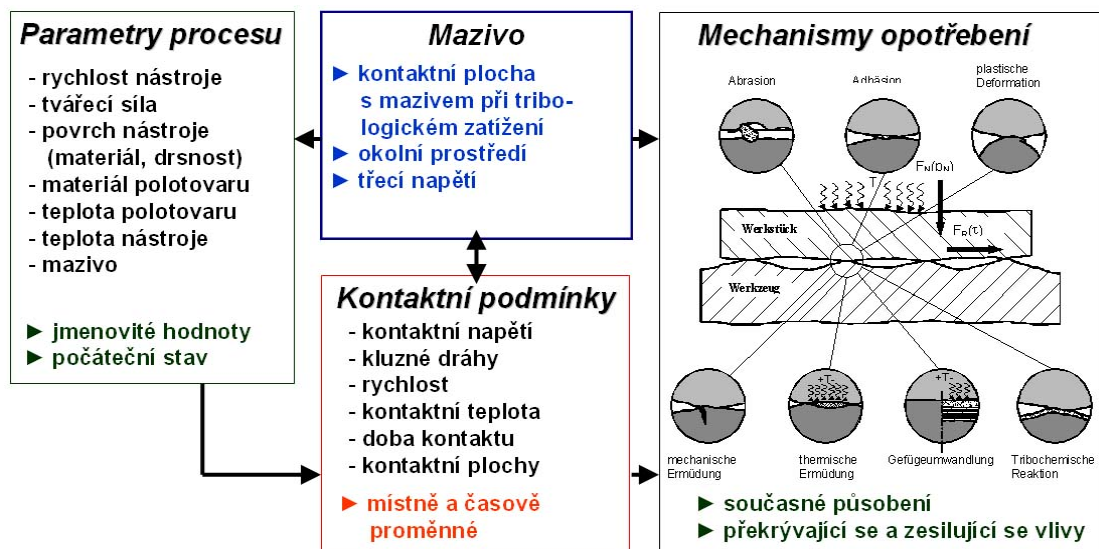 Parametry procesu
- rychlost nástroje
- tvářecí síla
- povrch nástroje
(materiál, drsnost)
- materiál polotovaru
- teplota polotovaru
- teplota nástroje
- mazivo
► jmenovité hodnoty
► počáteční stav
Mazivo
► kontaktní plocha
s mazivem při tribo-
logickém zatížení
► okolní prostředí
► třecí napětí
Kontaktní podmínky
- kontaktní napětí
- kluzné dráhy
- rychlost
- kontaktní teplota
- doba kontaktu
- kontaktní plochy
► místně a časově
proměnné
Mechanismy opotřebení
Abrasion
Adhäsion
plastische
Deformation
T
F_N(p_N)
Werkstück
F_R(τ)
Werkzeug
+T-
+T-
mechanische
Ermüdung
thermische
Ermüdung
Gefügeumwandlung
Tribochemische
Reaktion
► současné působení
► překrývající se a zesilující se vlivy